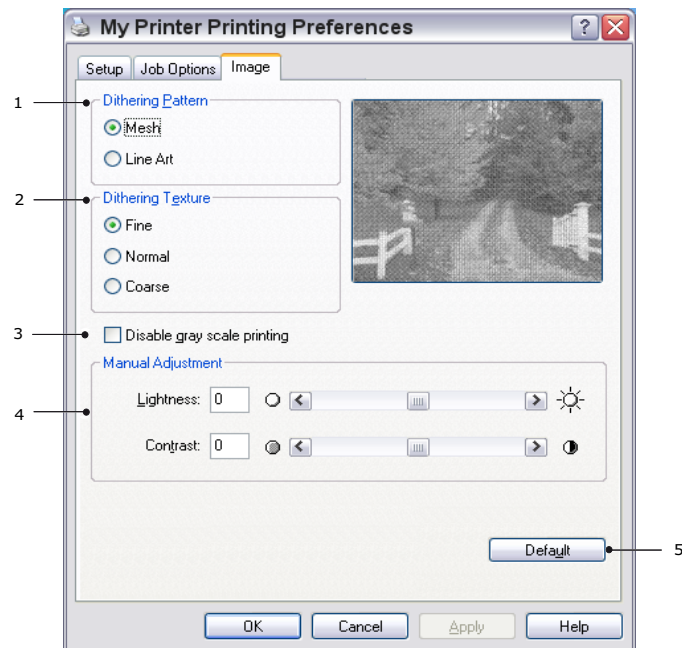 My Printer Printing Preferences
?
Setup Job Options Image
1
Dithering Pattern
Mesh
Line Art
2
Dithering Texture
Fine
Normal
Coarse
3
Disable gray scale printing
Manual Adjustment
4
Lightness: 0
Contrast: 0
Default
5
OK Cancel Apply Help